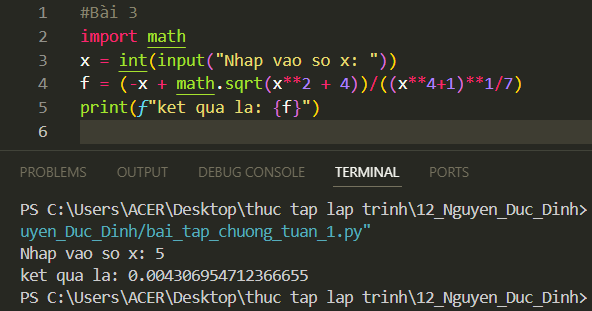 1 #Bài 3
2 import math
3 x = int(input("Nhap vao so x: "))
4 f = (-x + math.sqrt(x**2 + 4))/((x**4+1)**1/7)
5 print(f"ket qua la: {f}")
6
PROBLEMS OUTPUT DEBUG CONSOLE TERMINAL PORTS
PS C:\Users\ACER\Desktop\thuc tap lap trinh\12_Nguyen_Duc_Dinh>
uyen_Duc_Dinh/bai_tap_chuong_tuan_1.py"
Nhap vao so x: 5
ket qua la: 0.004306954712366655
PS C:\Users\ACER\Desktop\thuc tap lap trinh\12_Nguyen_Duc_Dinh>